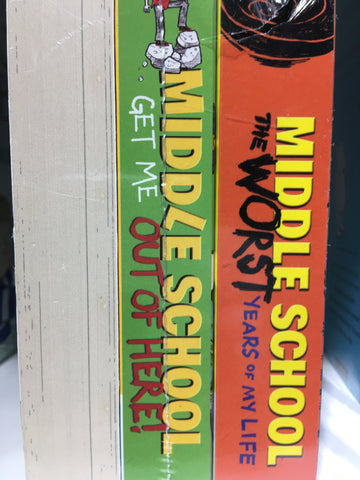 MIDDLE SCHOOL
GET ME OUT OF HERE!
MIDDLE SCHOOL
THE WORST YEARS OF MY LIFE